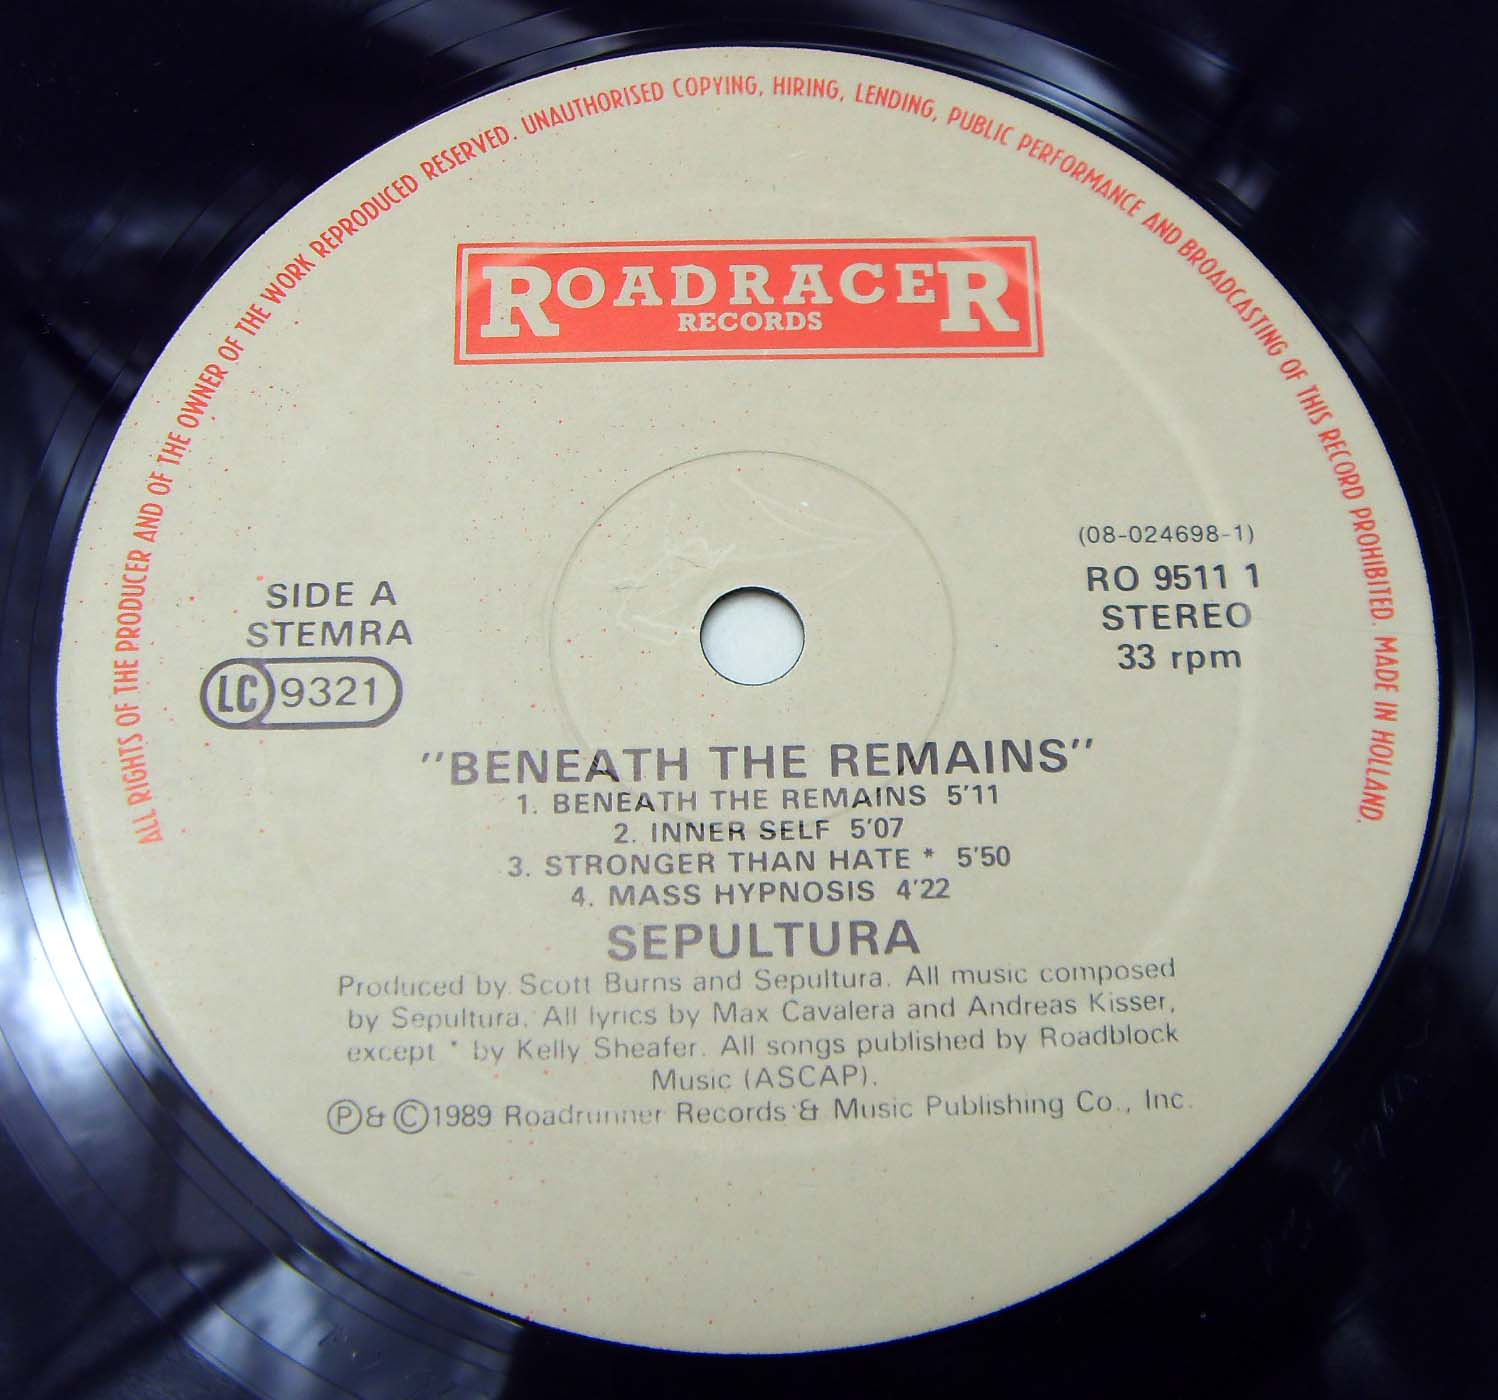 ALL RIGHTS OF THE PRODUCER AND OF THE OWNER OF THE WORK REPRODUCED RESERVED. UNAUTHORISED COPYING, HIRING, LENDING, PUBLIC PERFORMANCE AND BROADCASTING OF THIS RECORD PROHIBITED. MADE IN HOLLAND.
ROADRACER
RECORDS
SIDE A
STEMRA
LC 9321
(08-024698-1)
RO 9511 1
STEREO
33 rpm
"BENEATH THE REMAINS"
1. BENEATH THE REMAINS 5'11
2. INNER SELF 5'07
3. STRONGER THAN HATE * 5'50
4. MASS HYPNOSIS 4'22
SEPULTURA
Produced by Scott Burns and Sepultura. All music composed
by Sepultura. All lyrics by Max Cavalera and Andreas Kisser,
except * by Kelly Sheafer. All songs published by Roadblock
Music (ASCAP).
Ⓟ & © 1989 Roadrunner Records & Music Publishing Co., Inc.